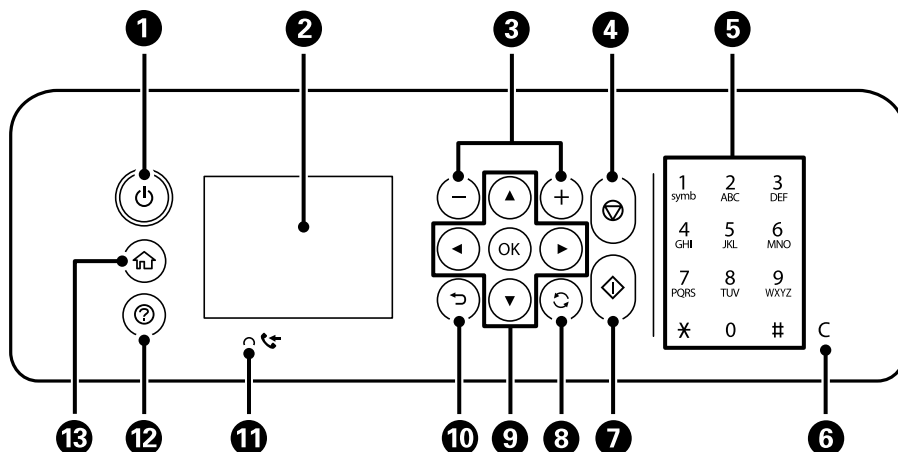 1 2 3 4 5
− +
OK
1 2 3
symb ABC DEF
4 5 6
GHI JKL MNO
7 8 9
PQRS TUV WXYZ
* 0 #
C
?
13 12 11 10 9 8 7 6